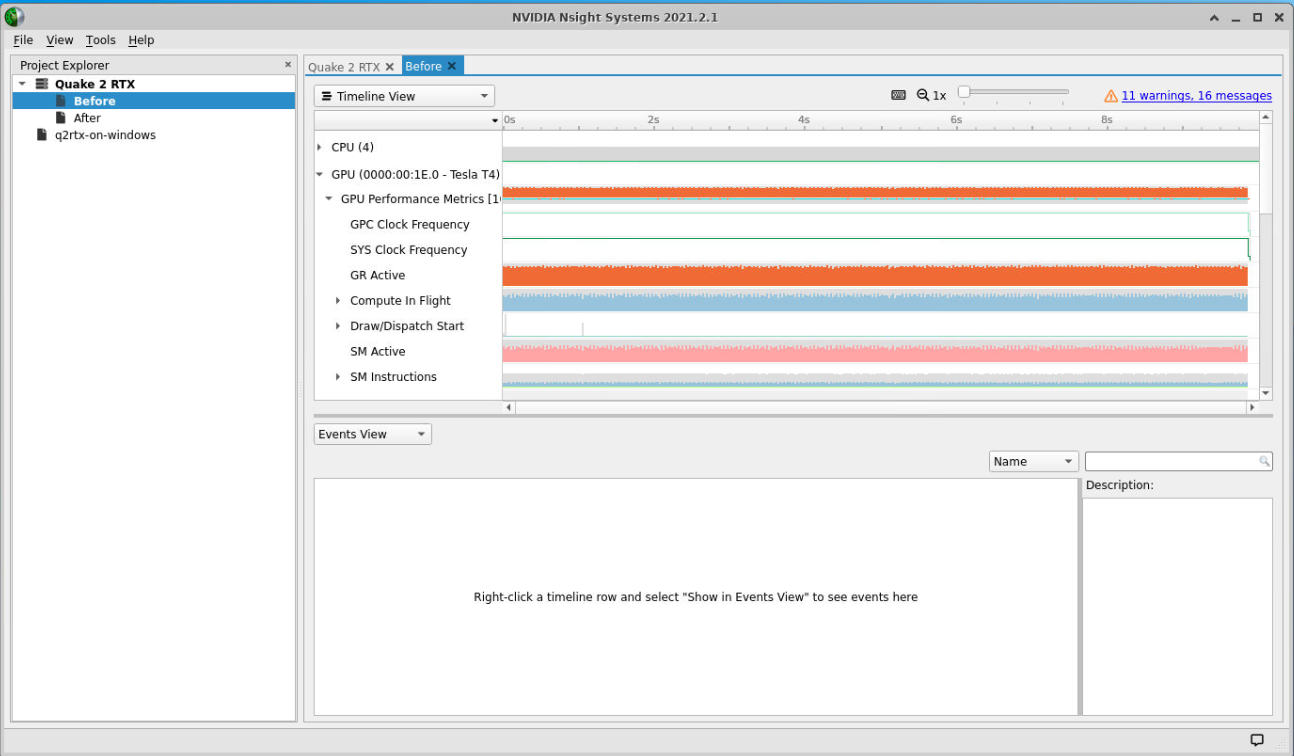 NVIDIA Nsight Systems 2021.2.1
File View Tools Help
Project Explorer
Quake 2 RTX
Before
After
q2rtx-on-windows
Quake 2 RTX Before
Timeline View
1x
11 warnings, 16 messages
0s 2s 4s 6s 8s
CPU (4)
GPU (0000:00:1E.0 - Tesla T4)
GPU Performance Metrics [1
GPC Clock Frequency
SYS Clock Frequency
GR Active
Compute In Flight
Draw/Dispatch Start
SM Active
SM Instructions
Events View
Name
Description:
Right-click a timeline row and select "Show in Events View" to see events here